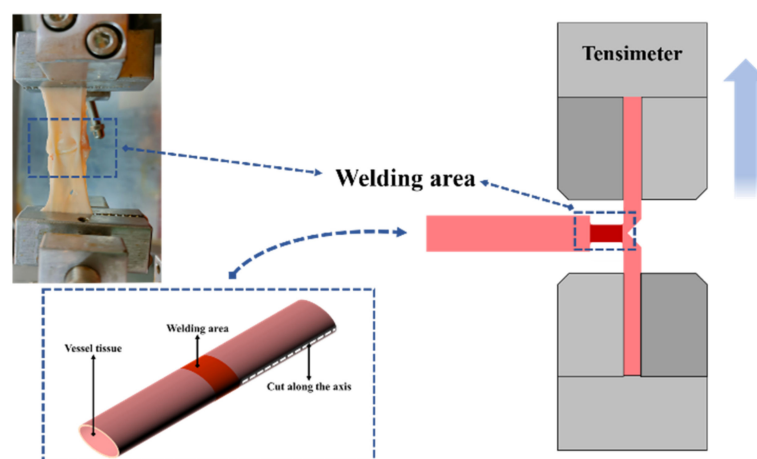 Tensimeter
Welding area
Welding area
Vessel tissue
Cut along the axis